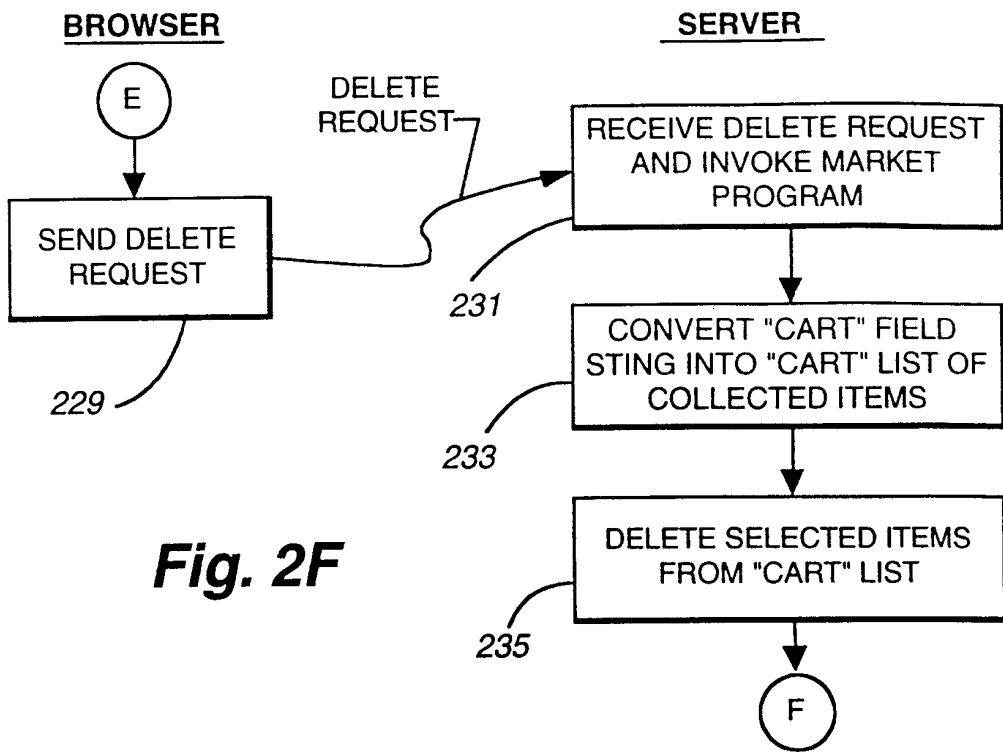 BROWSER
SERVER
E
DELETE
REQUEST
SEND DELETE
REQUEST
229
RECEIVE DELETE REQUEST
AND INVOKE MARKET
PROGRAM
231
CONVERT "CART" FIELD
STING INTO "CART" LIST OF
COLLECTED ITEMS
233
DELETE SELECTED ITEMS
FROM "CART" LIST
235
F
Fig. 2F